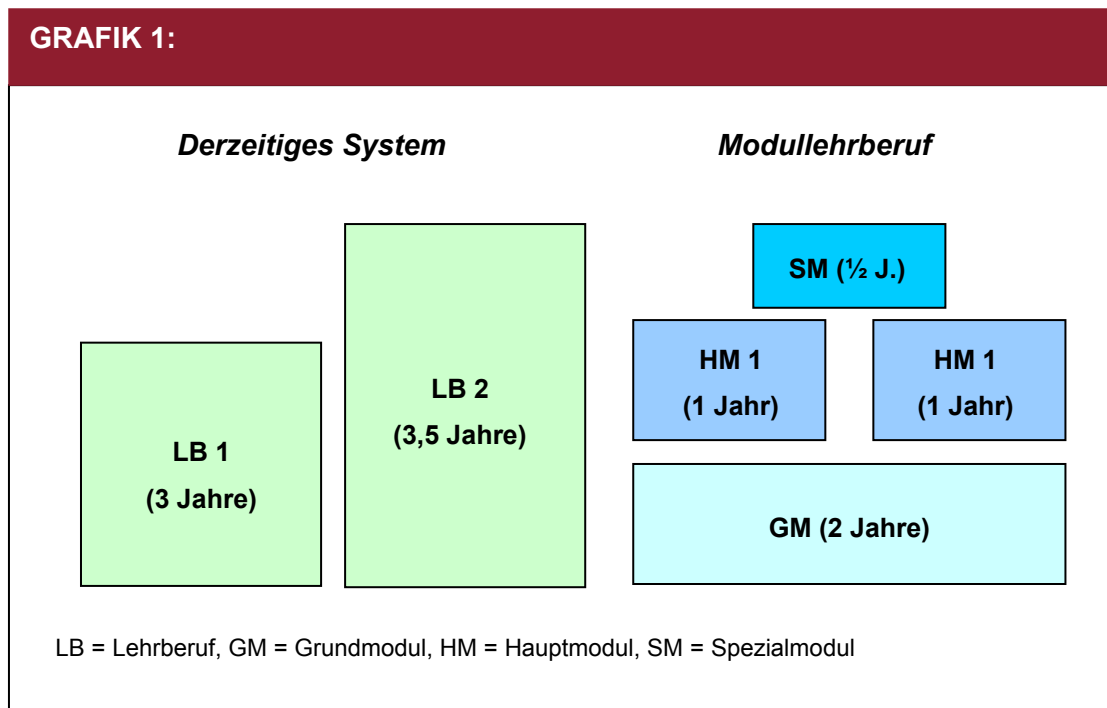 GRAFIK 1:
Derzeitiges System
Modullehrberuf
LB 1
(3 Jahre)
LB 2
(3,5 Jahre)
SM (½ J.)
HM 1
(1 Jahr)
HM 1
(1 Jahr)
GM (2 Jahre)
LB = Lehrberuf, GM = Grundmodul, HM = Hauptmodul, SM = Spezialmodul